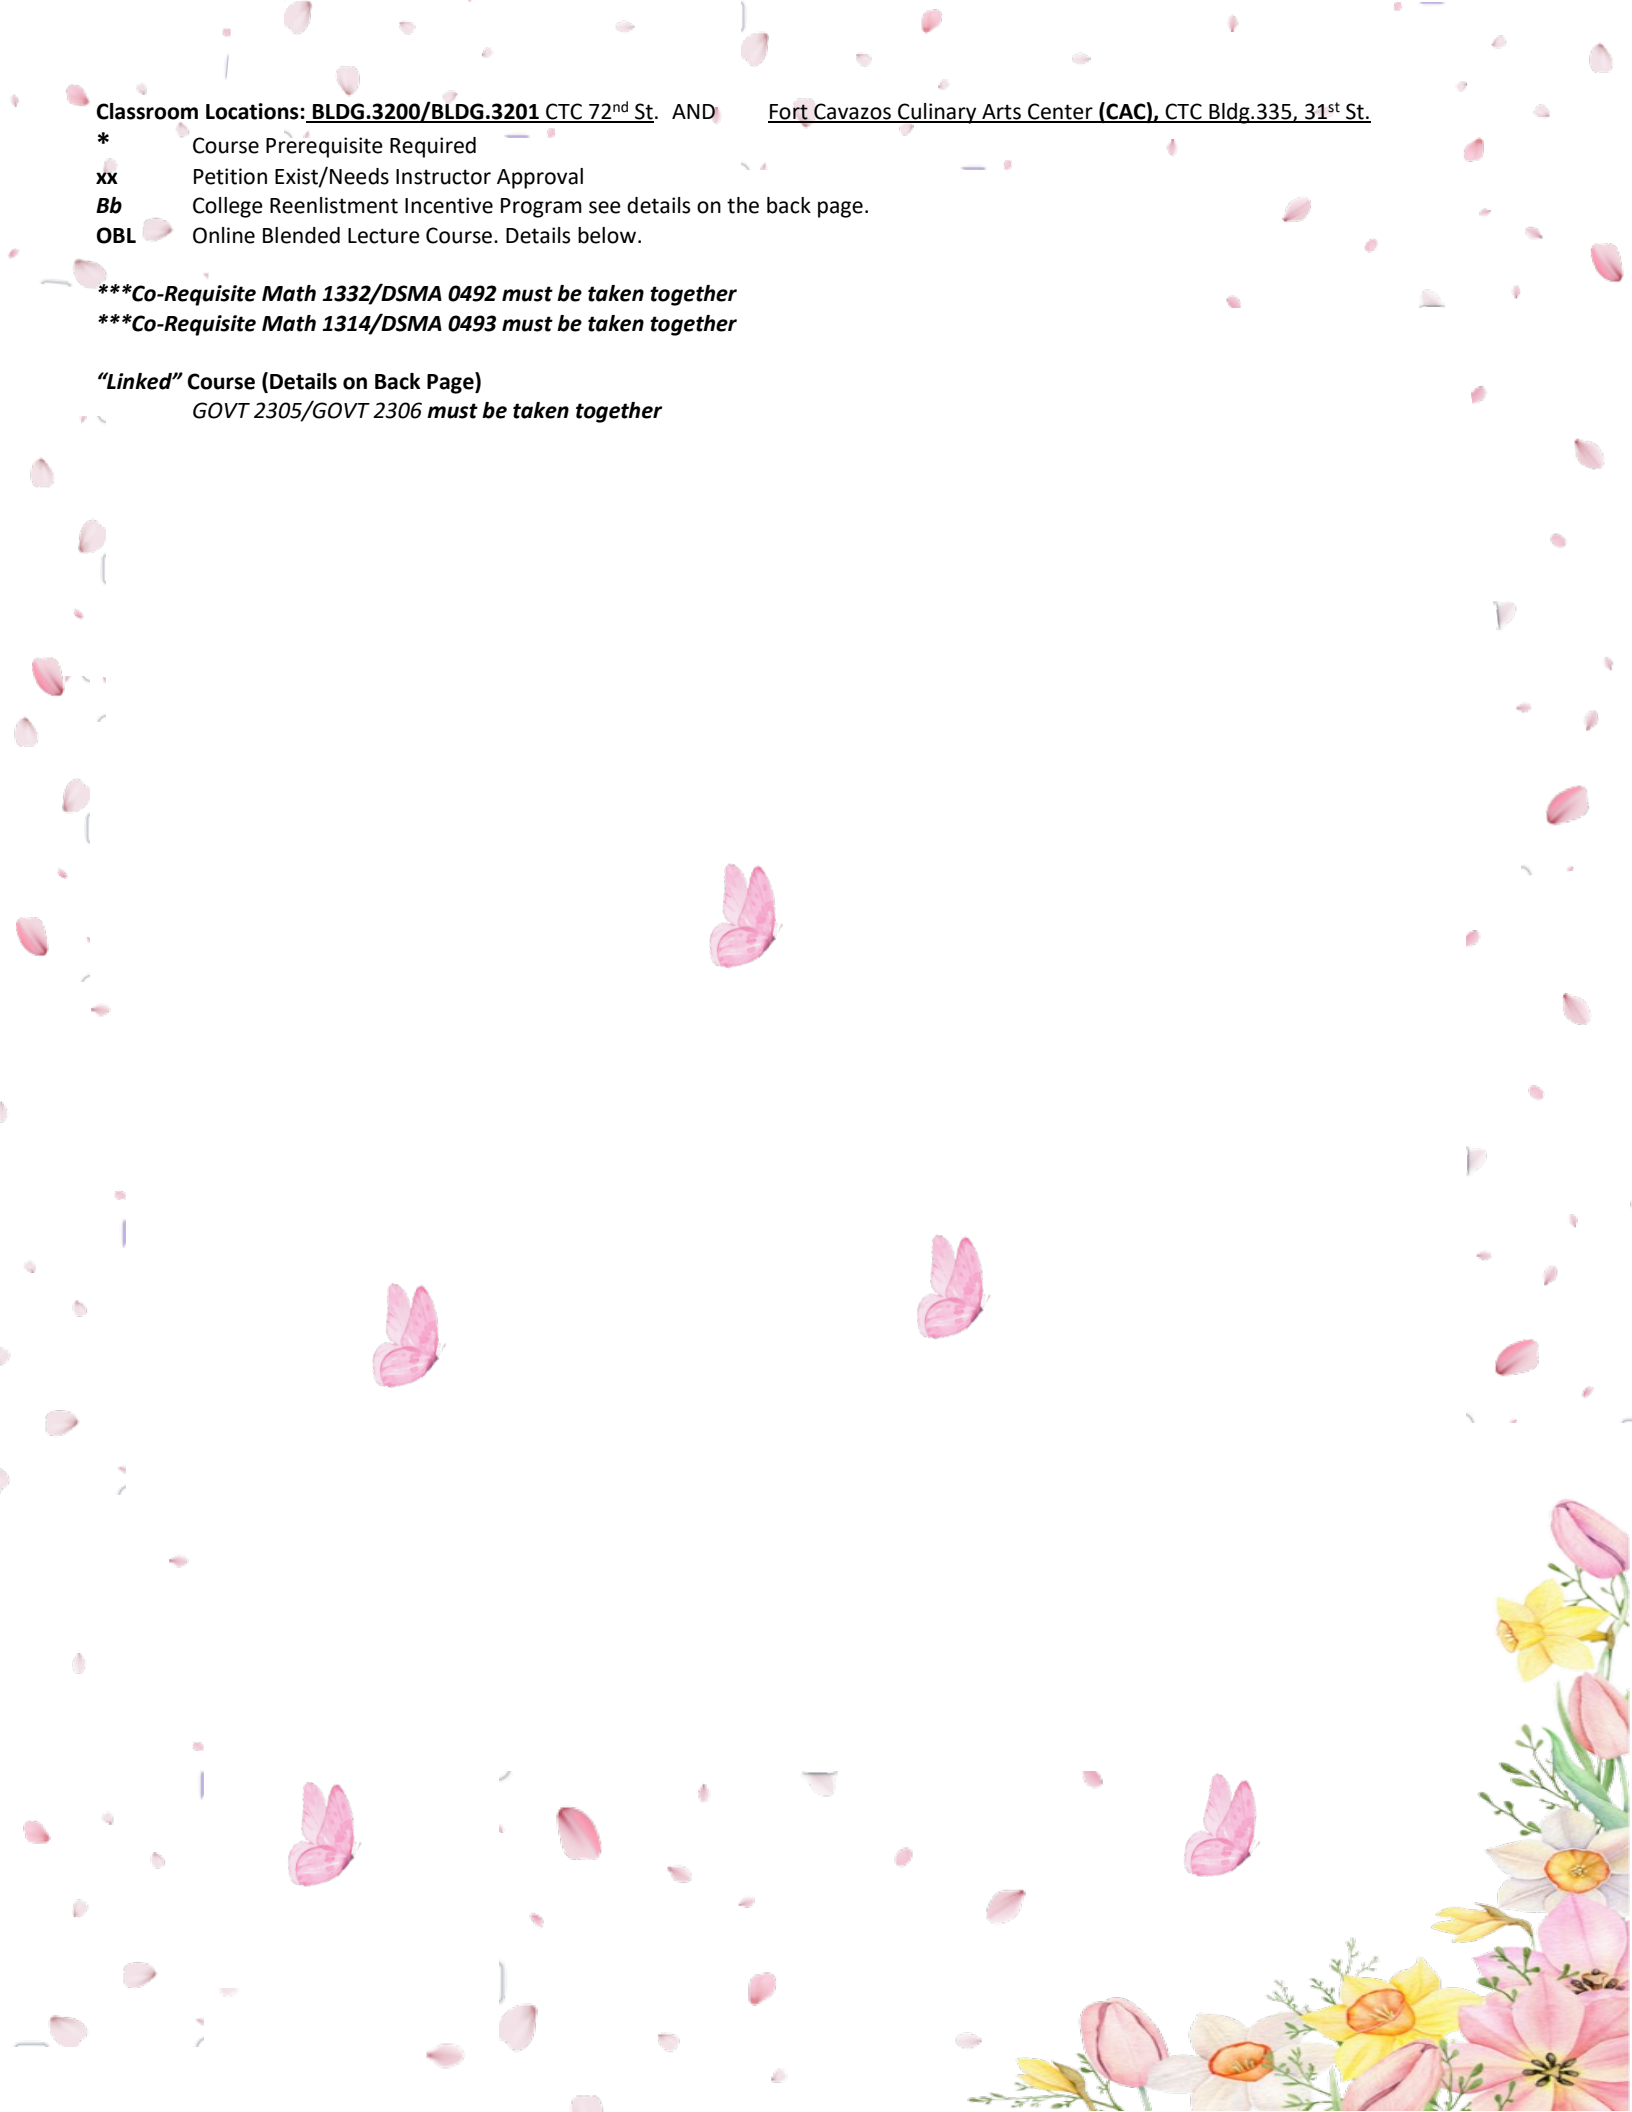 Classroom Locations: BLDG.3200/BLDG.3201 CTC 72nd St. AND Fort Cavazos Culinary Arts Center (CAC), CTC Bldg.335, 31st St.
* Course Prerequisite Required
xx Petition Exist/Needs Instructor Approval
Bb College Reenlistment Incentive Program see details on the back page.
OBL Online Blended Lecture Course. Details below.
***Co-Requisite Math 1332/DSMA 0492 must be taken together
***Co-Requisite Math 1314/DSMA 0493 must be taken together
“Linked” Course (Details on Back Page)
GOVT 2305/GOVT 2306 must be taken together